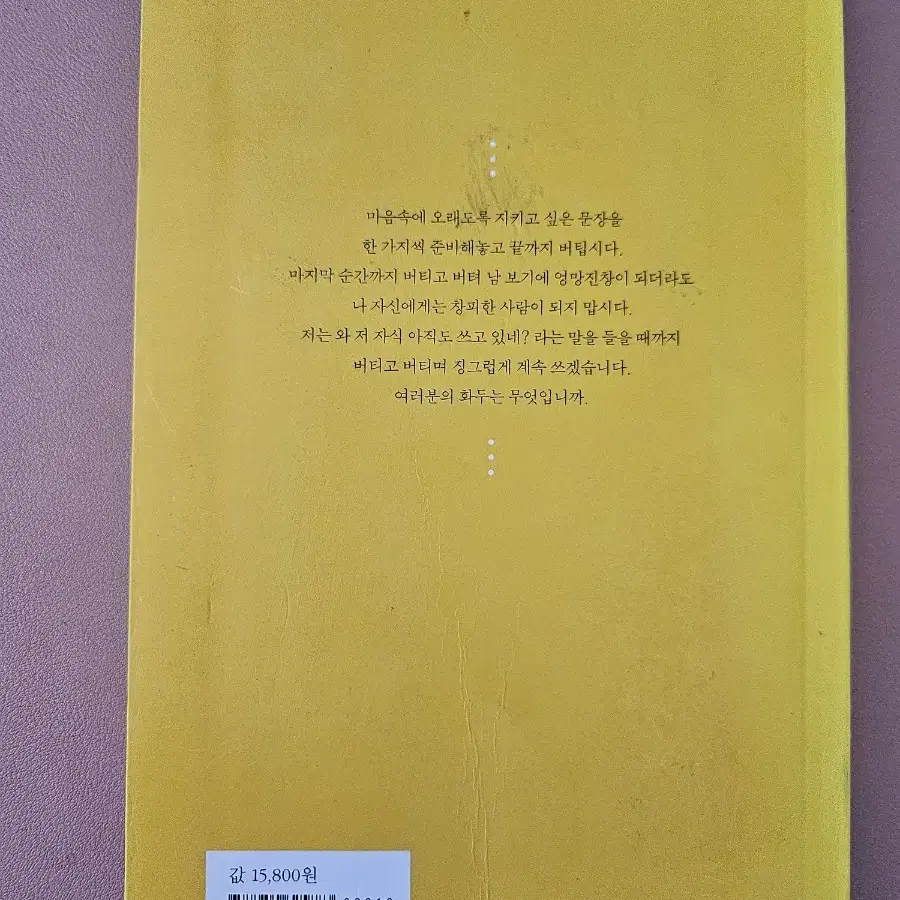 마음속에 오래도록 지키고 싶은 문장을
한 가지씩 준비해놓고 끝까지 버팁시다.
마지막 순간까지 버티고 버텨 남 보기에 엉망진창이 되더라도
나 자신에게는 창피한 사람이 되지 맙시다.
저는 와 저 자식 아직도 쓰고 있네? 라는 말을 들을 때까지
버티고 버티며 징그럽게 계속 쓰겠습니다.
여러분의 화두는 무엇입니까.
값 15,800원